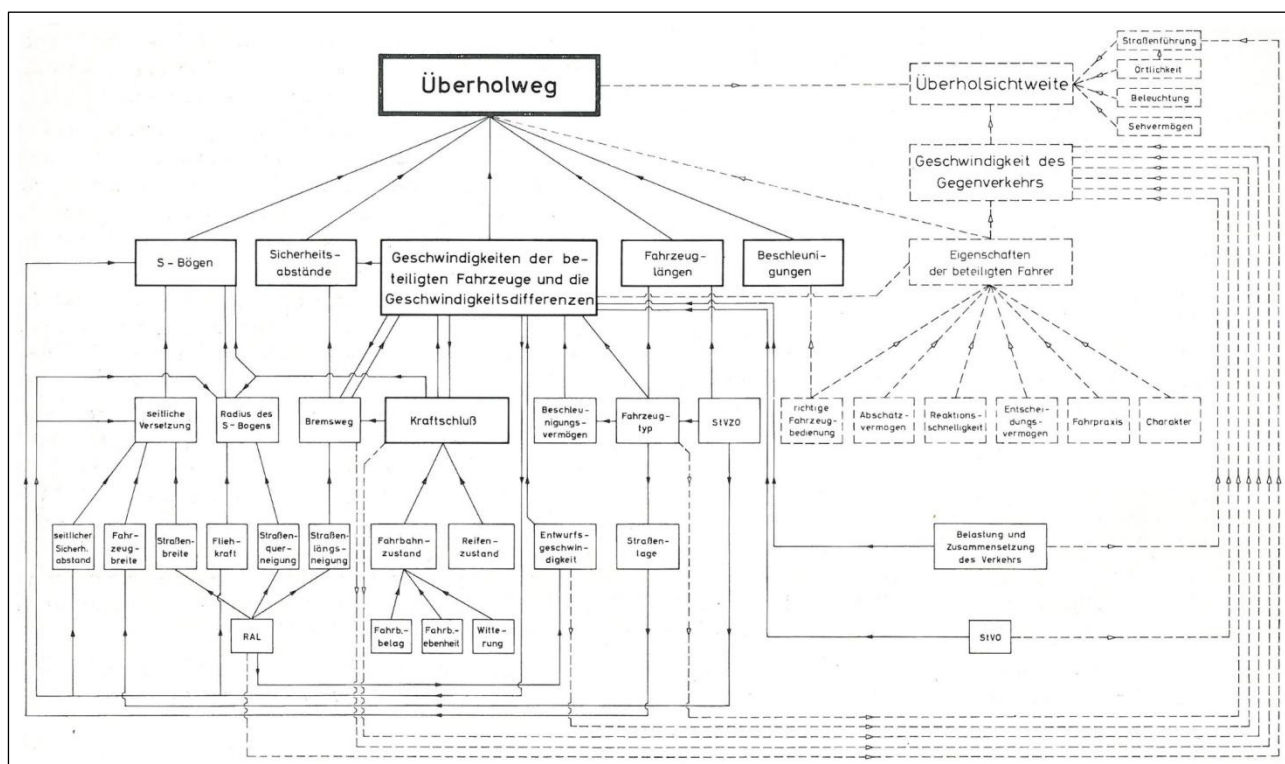 Straßenführung
Überholweg
Überholsichtweite
Örtlichkeit
Beleuchtung
Sehvermögen
Geschwindigkeit des
Gegenverkehrs
S-Bögen
Sicherheits-
abstände
Geschwindigkeiten der be-
teiligten Fahrzeuge und die
Geschwindigkeitsdifferenzen
Fahrzeug-
längen
Beschleuni-
gungen
Eigenschaften
der beteiligten Fahrer
seitliche
Versetzung
Radius des
S-Bogens
Bremsweg
Kraftschluß
Beschleu-
nigungs-
vermögen
Fahrzeug-
typ
StVZO
richtige
Fahrzeug-
bedienung
Abschätz-
vermögen
Reaktions-
schnelligkeit
Entschei-
dungs-
vermögen
Fahrpraxis
Charakter
seitlicher
Sicherh.
abstand
Fahr-
zeug-
breite
Straßen-
breite
Flieh-
kraft
Straßen-
quer-
neigung
Straßen-
längs-
neigung
Fahrbahn-
zustand
Reifen-
zustand
Entwurfs-
geschwin-
digkeit
Straßen-
lage
Belastung und
Zusammensetzung
des Verkehrs
RAL
Fahrb.-
belag
Fahrb.-
ebenheit
Witte-
rung
StVO